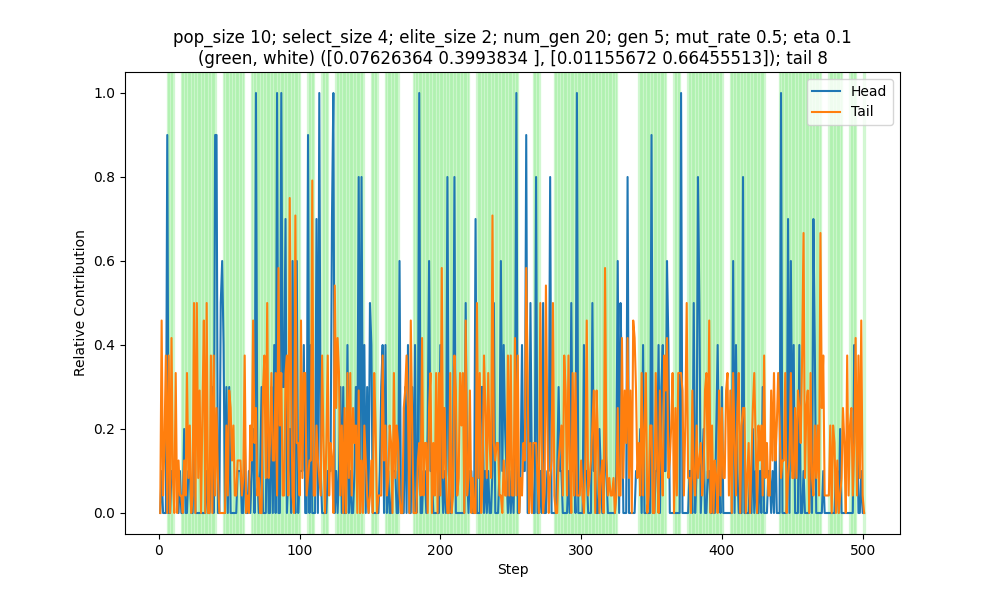 pop_size 10; select_size 4; elite_size 2; num_gen 20; gen 5; mut_rate 0.5; eta 0.1
(green, white) ([0.07626364 0.3993834 ], [0.01155672 0.66455513]); tail 8
Head
Tail
Relative Contribution
1.0
0.8
0.6
0.4
0.2
0.0
0
100
200
300
400
500
Step